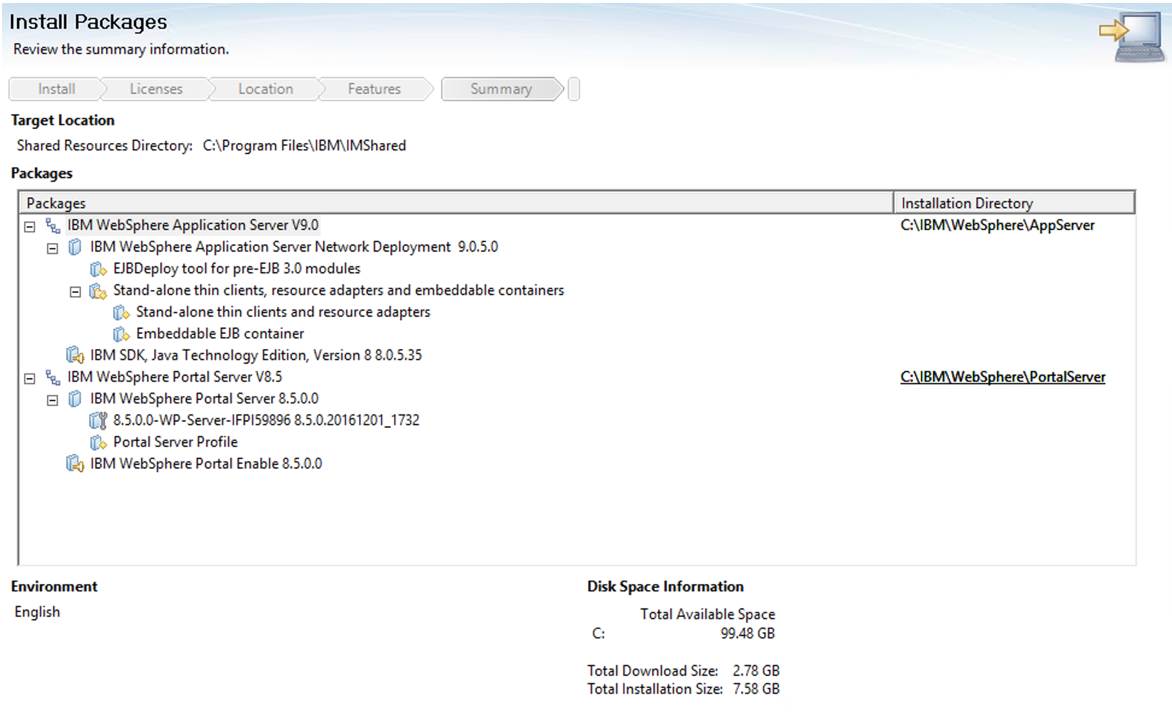 Install Packages
Review the summary information.
Install Licenses Location Features Summary
Target Location
Shared Resources Directory: C:\Program Files\IBM\IMShared
Packages
Packages Installation Directory
IBM WebSphere Application Server V9.0 C:\IBM\WebSphere\AppServer
IBM WebSphere Application Server Network Deployment 9.0.5.0
EJBDeploy tool for pre-EJB 3.0 modules
Stand-alone thin clients, resource adapters and embeddable containers
Stand-alone thin clients and resource adapters
Embeddable EJB container
IBM SDK, Java Technology Edition, Version 8 8.0.5.35
IBM WebSphere Portal Server V8.5 C:\IBM\WebSphere\PortalServer
IBM WebSphere Portal Server 8.5.0.0
8.5.0.0-WP-Server-IFPI59896 8.5.0.20161201_1732
Portal Server Profile
IBM WebSphere Portal Enable 8.5.0.0
Environment
English
Disk Space Information
Total Available Space
C: 99.48 GB
Total Download Size: 2.78 GB
Total Installation Size: 7.58 GB